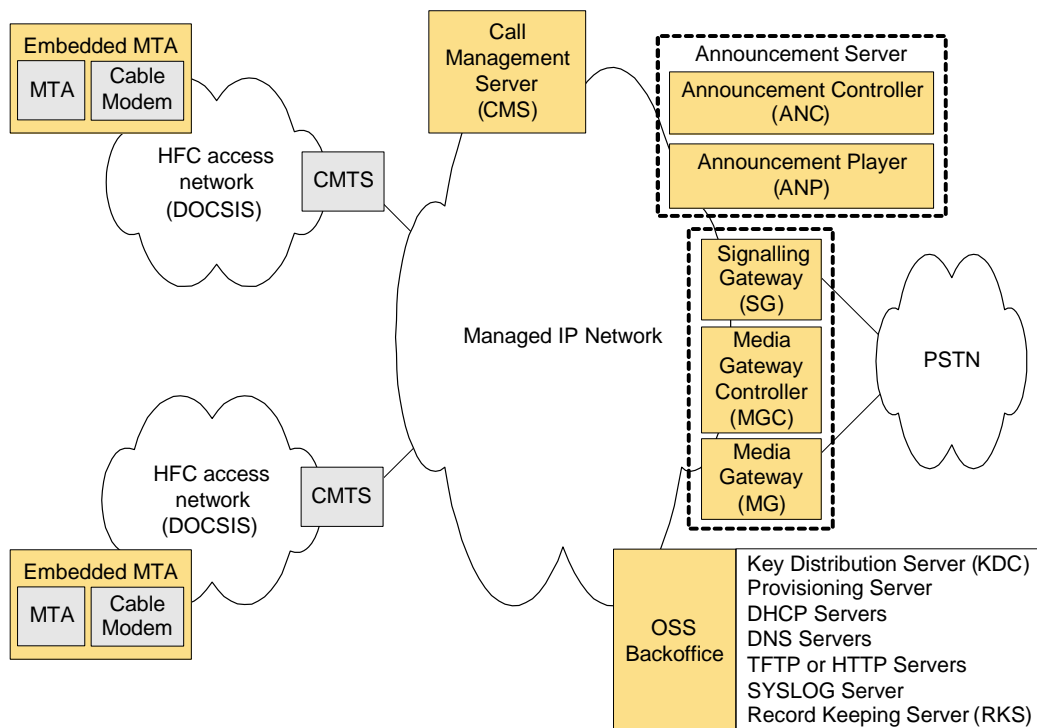 Embedded MTA
MTA
Cable
Modem
HFC access
network
(DOCSIS)
CMTS
Call
Management
Server
(CMS)
Announcement Server
Announcement Controller
(ANC)
Announcement Player
(ANP)
Signalling
Gateway
(SG)
Media
Gateway
Controller
(MGC)
Media
Gateway
(MG)
Managed IP Network
PSTN
HFC access
network
(DOCSIS)
CMTS
Embedded MTA
MTA
Cable
Modem
OSS
Backoffice
Key Distribution Server (KDC)
Provisioning Server
DHCP Servers
DNS Servers
TFTP or HTTP Servers
SYSLOG Server
Record Keeping Server (RKS)